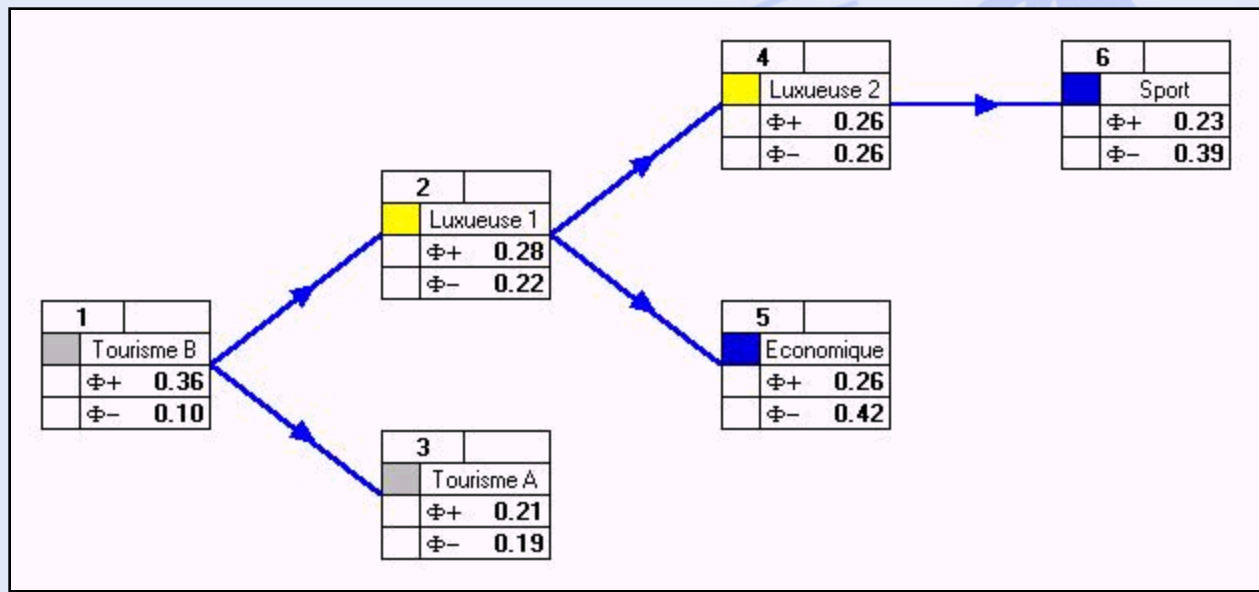 1
Tourisme B
Φ+ 0.36
Φ− 0.10
2
Luxueuse 1
Φ+ 0.28
Φ− 0.22
3
Tourisme A
Φ+ 0.21
Φ− 0.19
4
Luxueuse 2
Φ+ 0.26
Φ− 0.26
5
Economique
Φ+ 0.26
Φ− 0.42
6
Sport
Φ+ 0.23
Φ− 0.39